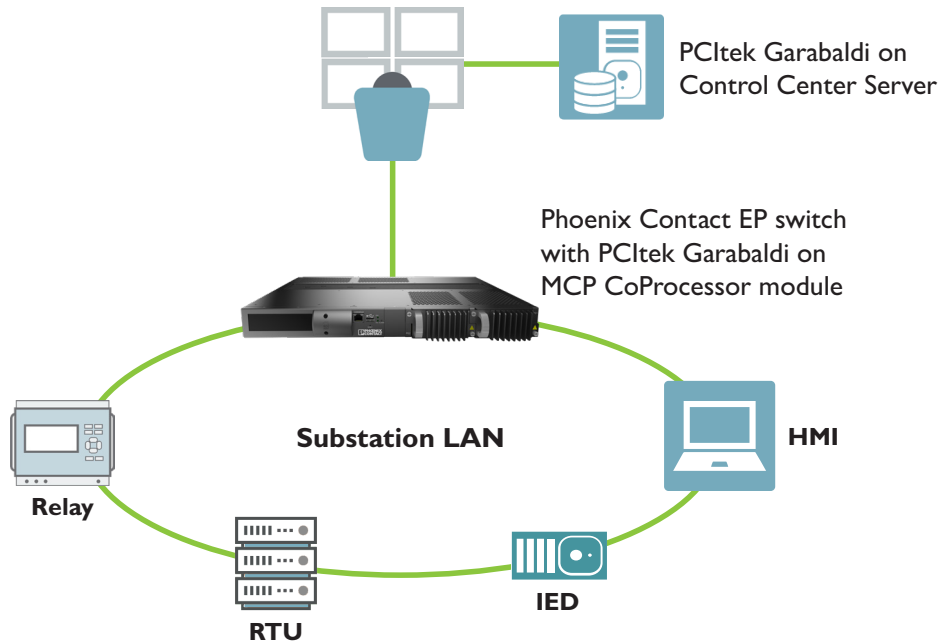 PCItek Garabaldi on
Control Center Server
Phoenix Contact EP switch
with PCItek Garabaldi on
MCP CoProcessor module
Substation LAN
HMI
Relay
IED
RTU